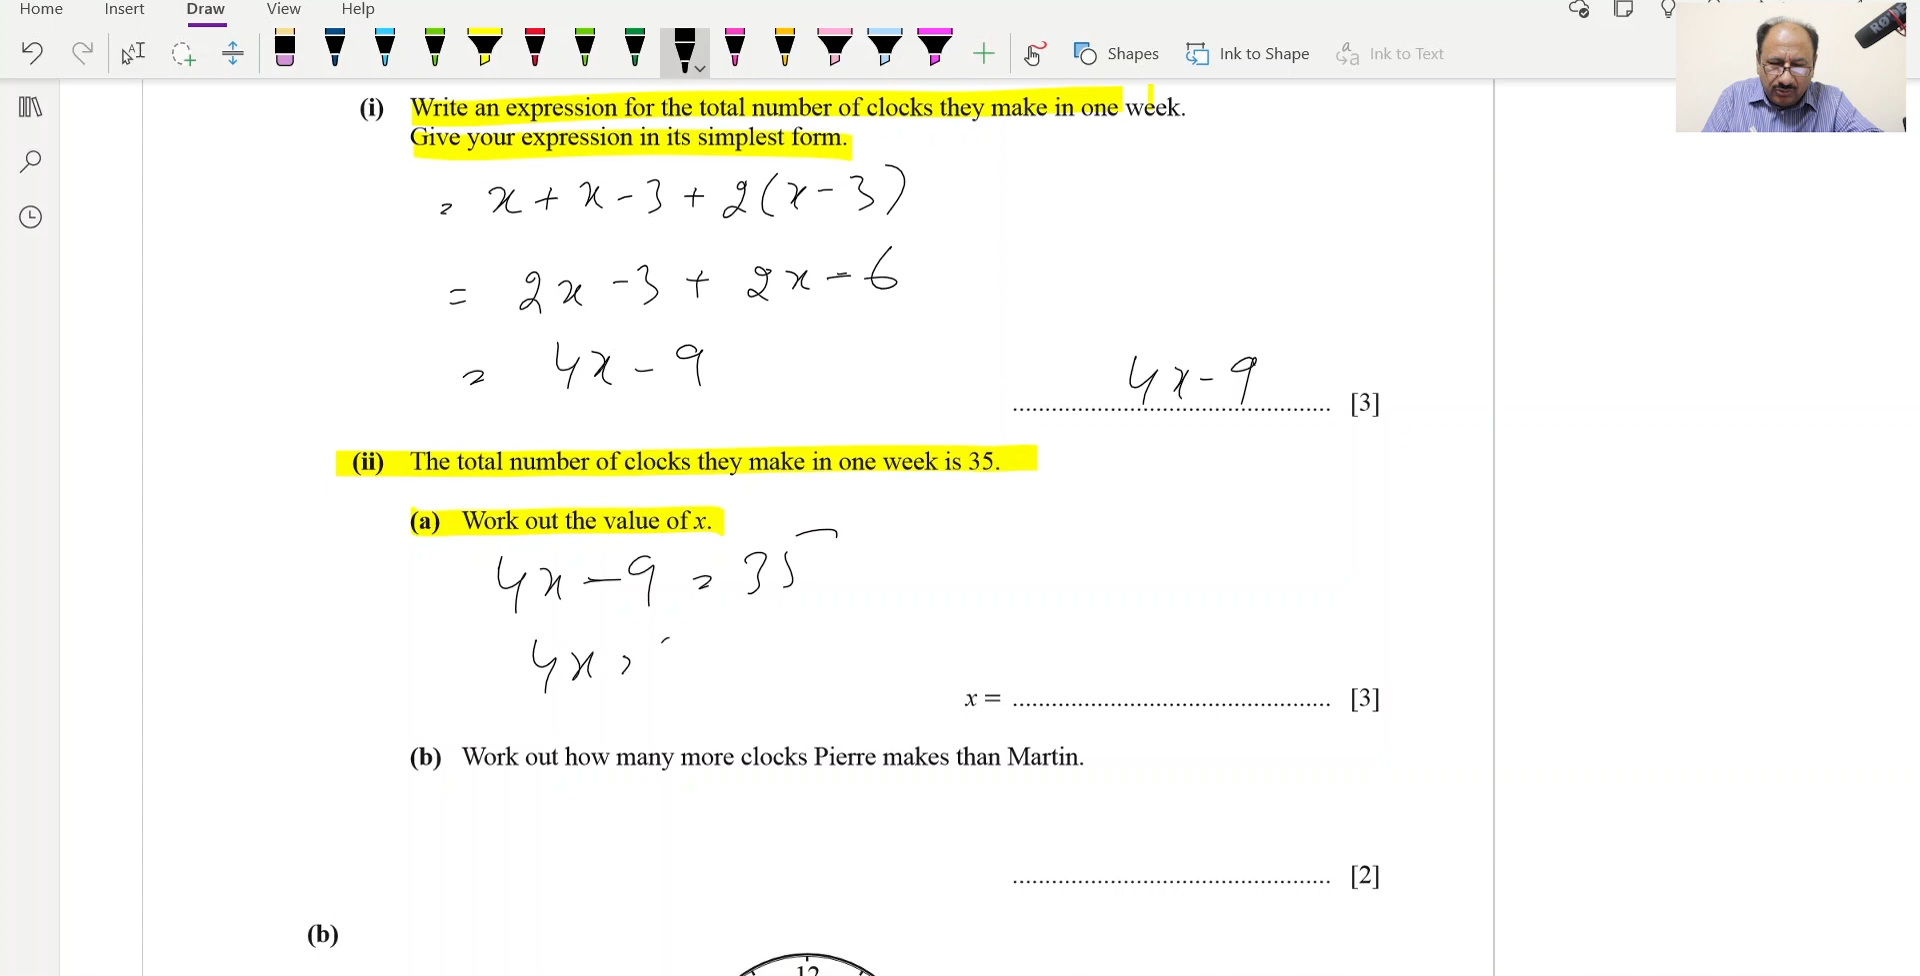 Home Insert Draw View Help
Shapes Ink to Shape Ink to Text
(i) Write an expression for the total number of clocks they make in one week.
Give your expression in its simplest form.
= x + x - 3 + 2(x - 3)
= 2x - 3 + 2x - 6
= 4x - 9
4x - 9
.................................................. [3]
(ii) The total number of clocks they make in one week is 35.
(a) Work out the value of x.
4x - 9 = 35
4x =
x = .................................................. [3]
(b) Work out how many more clocks Pierre makes than Martin.
.................................................. [2]
(b)
12
RODE